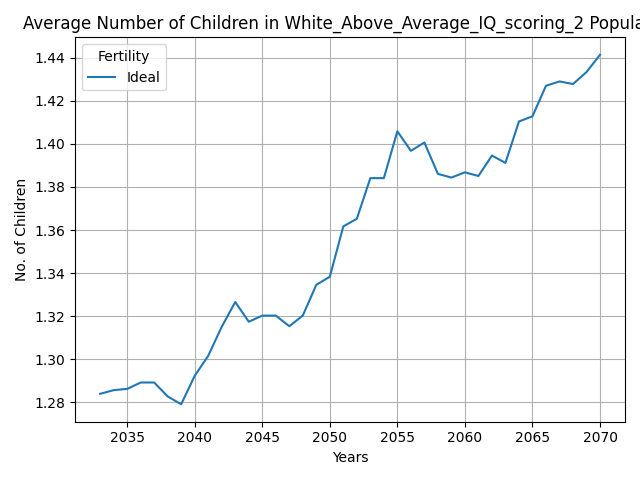 Average Number of Children in White_Above_Average_IQ_scoring_2 Popula
Fertility
Ideal
No. of Children
1.44
1.42
1.40
1.38
1.36
1.34
1.32
1.30
1.28
2035 2040 2045 2050 2055 2060 2065 2070
Years